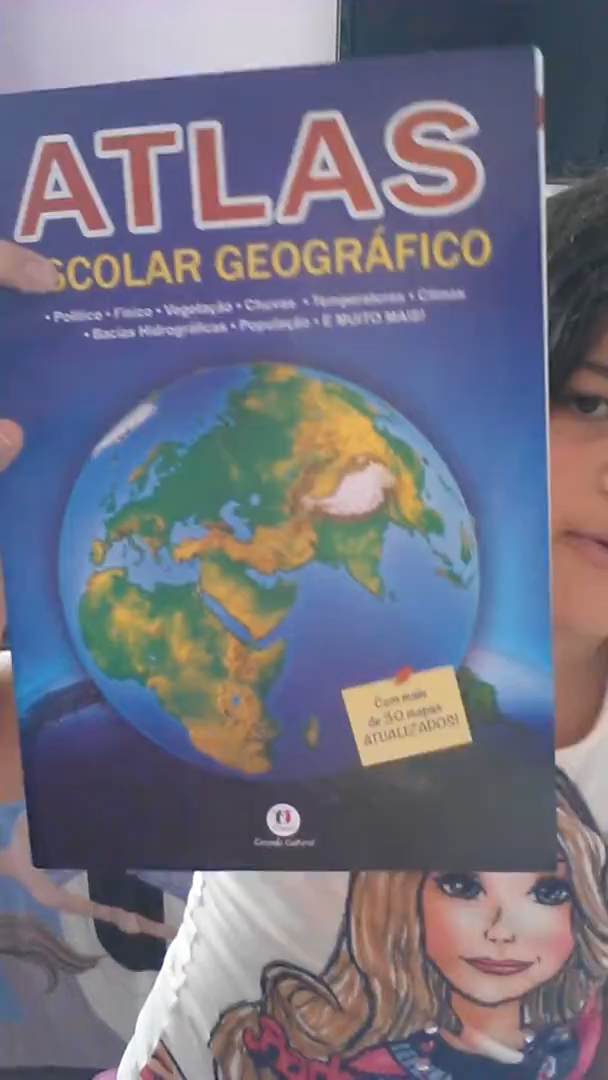 ATLAS
SCOLAR GEOGRÁFICO
• Político • Físico • Vegetação • Chuvas • Temperaturas • Climas
• Bacias Hidrográficas • População • E MUITO MAIS!
Com mais
de 30 mapas
ATUALIZADOS!
Ciranda Cultural